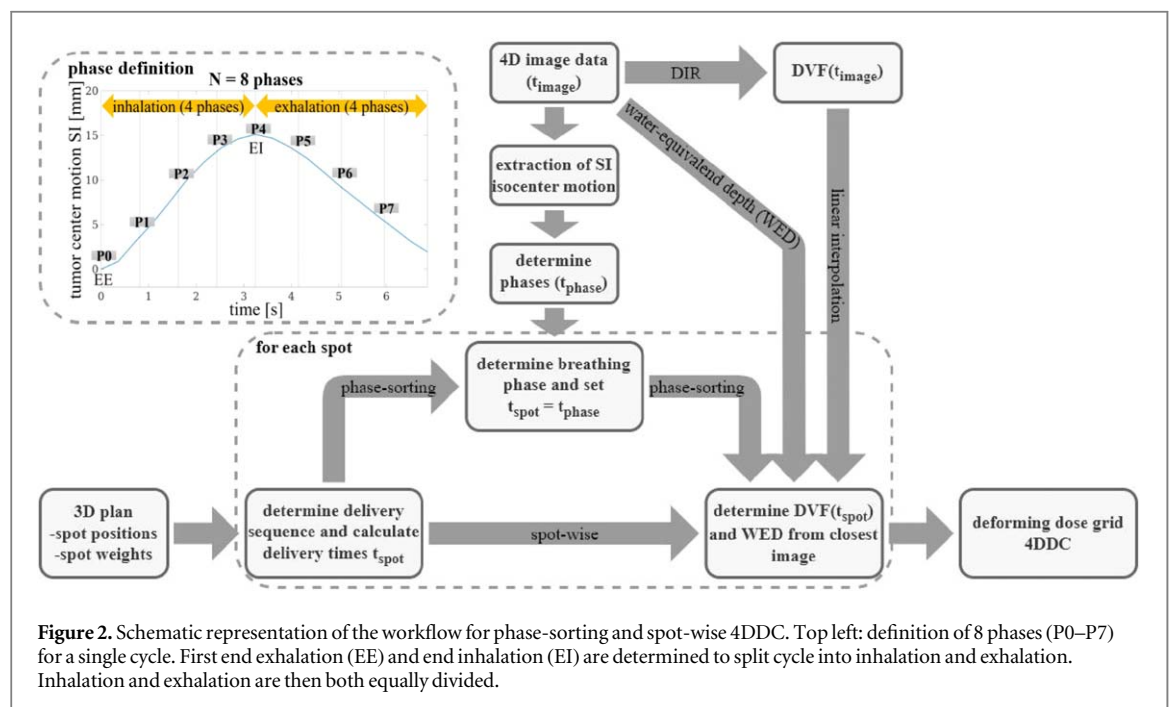 phase definition
N = 8 phases
inhalation (4 phases)
exhalation (4 phases)
tumor center motion SI [mm]
20
15
10
5
0
P0
P1
P2
P3
P4
P5
P6
P7
EE
EI
0 1 2 3 4 5 6
time [s]
4D image data
(t_image)
DIR
DVF(t_image)
water-equivalend depth (WED)
linear interpolation
extraction of SI
isocenter motion
determine
phases (t_phase)
for each spot
phase-sorting
determine breathing
phase and set
t_spot = t_phase
phase-sorting
3D plan
-spot positions
-spot weights
determine delivery
sequence and calculate
delivery times t_spot
spot-wise
determine DVF(t_spot)
and WED from closest
image
deforming dose grid
4DDC
Figure 2. Schematic representation of the workflow for phase-sorting and spot-wise 4DDC. Top left: definition of 8 phases (P0–P7)
for a single cycle. First end exhalation (EE) and end inhalation (EI) are determined to split cycle into inhalation and exhalation.
Inhalation and exhalation are then both equally divided.